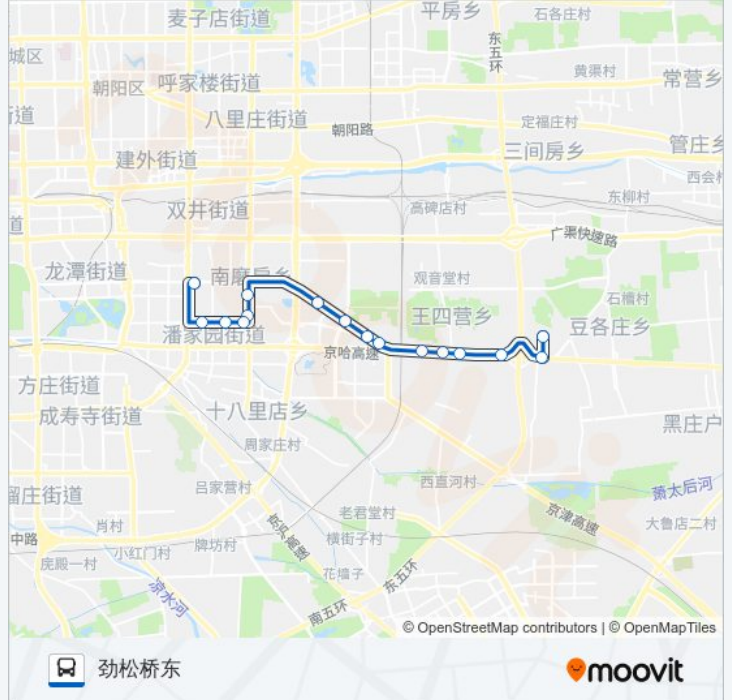 平房乡
石各庄村
麦子店街道
东五环
城区
黄渠村
常营乡
朝阳区
呼家楼街道
街道
八里庄街道
朝阳路
定福庄村
三间房乡
管庄乡
建外街道
西会村
东柳村
双井街道
高碑店村
道
广渠快速路
龙潭街道
南磨房乡
观音堂村
石槽村
王四营乡
豆各庄乡
潘家园街道
京哈高速
方庄街道
成寿寺街道
十八里店乡
黑庄户
周家庄村
西直河村
吕家营村
萧太后河
留庄街道
老君堂村
京津高速
大鲁店二村
肖村
京沪高速
中路
牌坊村
横街子村
小红门村
庑殿一村
花墙子
东五环
凉水河
南五环
© OpenStreetMap contributors | © OpenMapTiles
劲松桥东
moovit